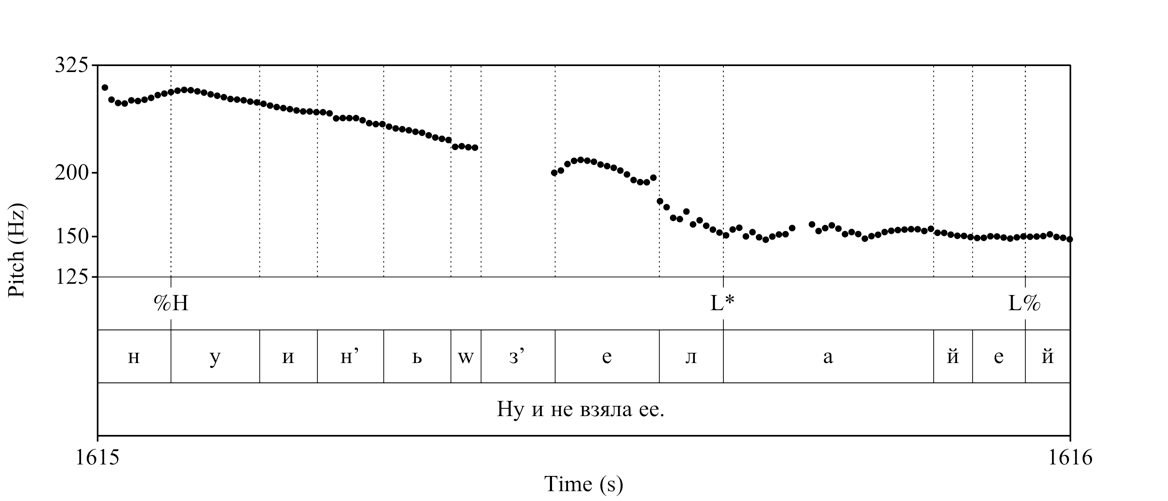 325
200
150
125
Pitch (Hz)
%H L* L%
н у и н’ ь w з’ е л а й е й
Ну и не взяла ее.
1615 1616
Time (s)